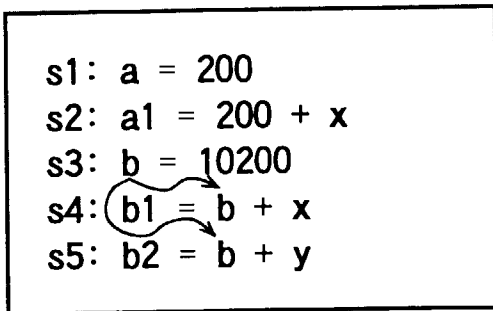 s1: a = 200
s2: a1 = 200 + x
s3: b = 10200
s4: b1 = b + x
s5: b2 = b + y